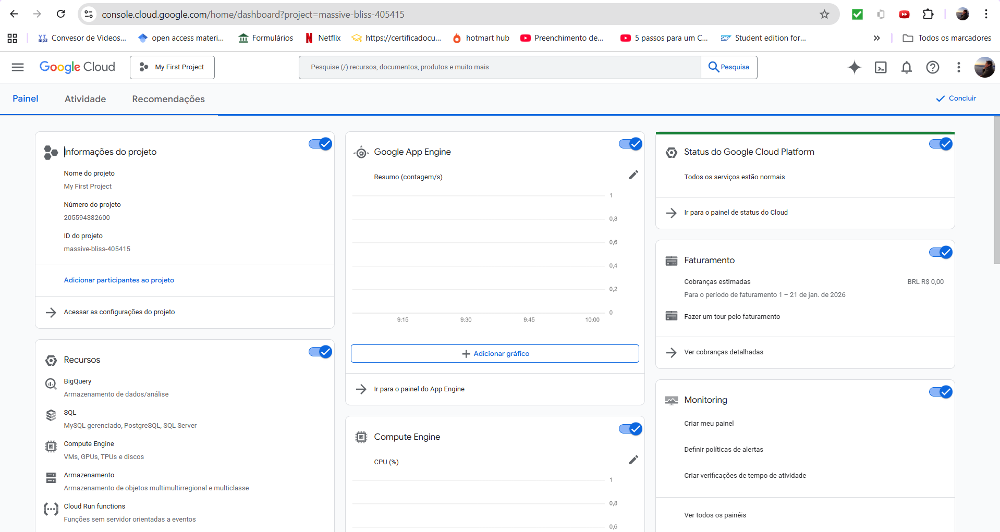 console.cloud.google.com/home/dashboard?project=massive-bliss-405415
YT mp3 Convesor de Videos...
open access materi...
Formulários
Netflix
https://certificadocu...
hotmart hub
Preenchimento de...
5 passos para um C...
SAP Student edition for...
Todos os marcadores
Google Cloud
My First Project
Pesquise (/) recursos, documentos, produtos e muito mais
Pesquisa
Painel
Atividade
Recomendações
Concluir
Informações do projeto
Nome do projeto
My First Project
Número do projeto
205594382600
ID do projeto
massive-bliss-405415
Adicionar participantes ao projeto
Acessar as configurações do projeto
Recursos
BigQuery
Armazenamento de dados/análise
SQL
MySQL gerenciado, PostgreSQL, SQL Server
Compute Engine
VMs, GPUs, TPUs e discos
Armazenamento
Armazenamento de objetos multimultirregional e multiclasse
Cloud Run functions
Funções sem servidor orientadas a eventos
Google App Engine
Resumo (contagem/s)
1
0,8
0,6
0,4
0,2
0
9:15
9:30
9:45
10:00
Adicionar gráfico
Ir para o painel do App Engine
Compute Engine
CPU (%)
1
0,8
0,6
Status do Google Cloud Platform
Todos os serviços estão normais
Ir para o painel de status do Cloud
Faturamento
Cobranças estimadas
BRL R$ 0,00
Para o período de faturamento 1 – 21 de jan. de 2026
Fazer um tour pelo faturamento
Ver cobranças detalhadas
Monitoring
Criar meu painel
Definir políticas de alertas
Criar verificações de tempo de atividade
Ver todos os painéis